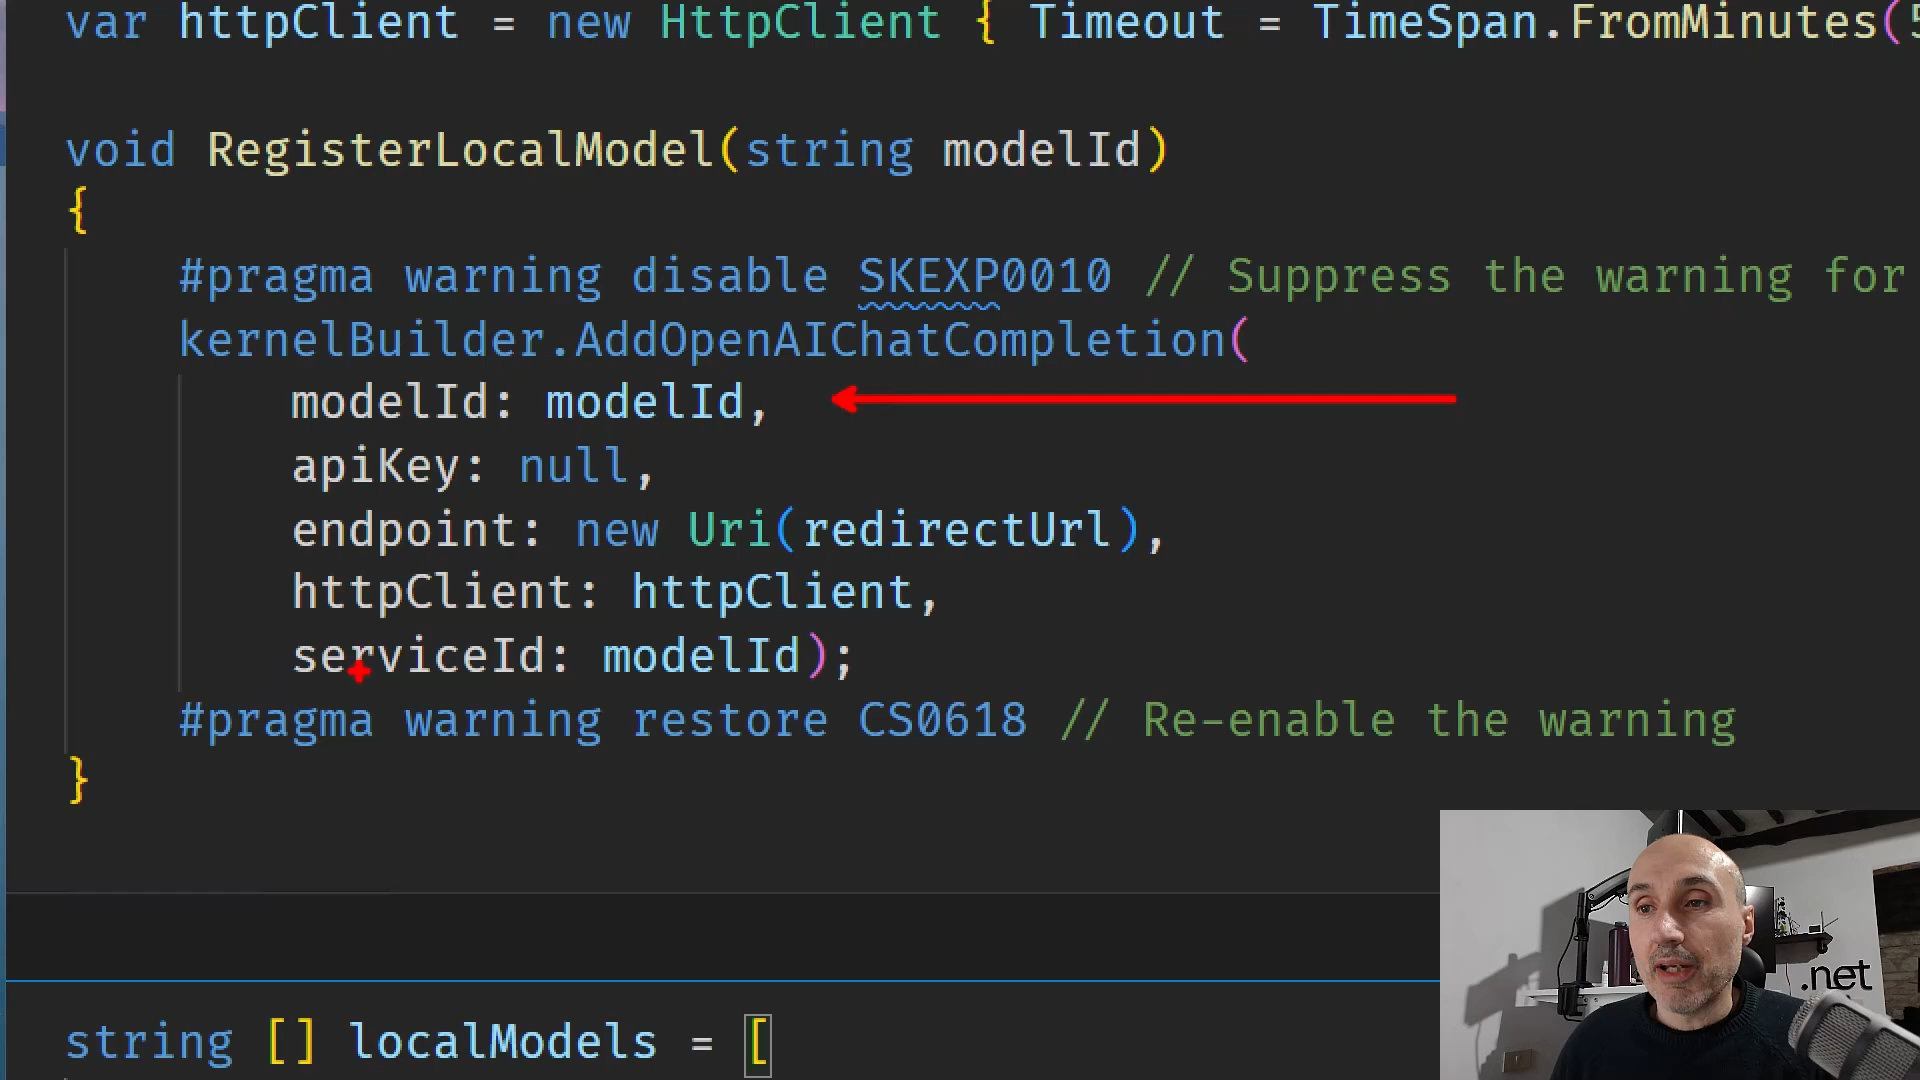 var httpClient = new HttpClient { Timeout = TimeSpan.FromMinutes(5
void RegisterLocalModel(string modelId)
{
#pragma warning disable SKEXP0010 // Suppress the warning for
kernelBuilder.AddOpenAIChatCompletion(
modelId: modelId,
apiKey: null,
endpoint: new Uri(redirectUrl),
httpClient: httpClient,
serviceId: modelId);
#pragma warning restore CS0618 // Re-enable the warning
}
.net
string [] localModels = [